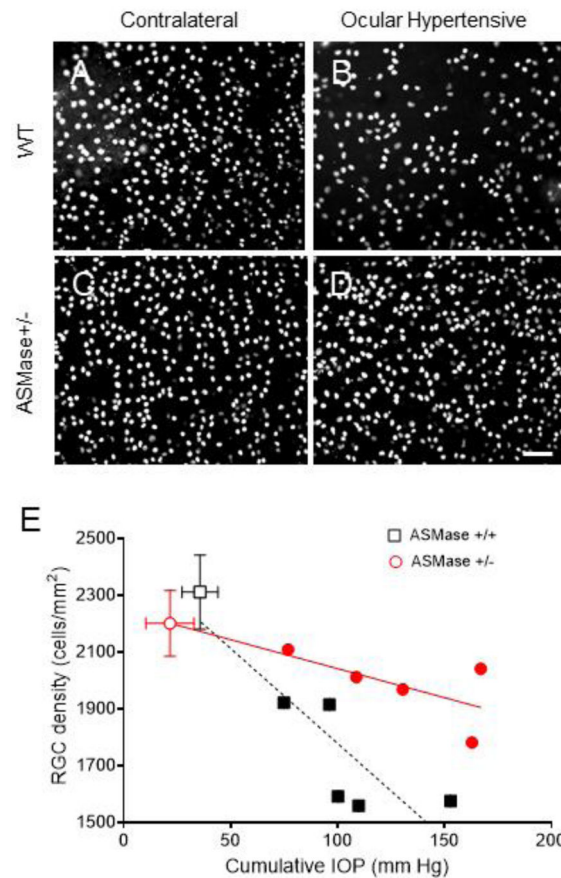 Contralateral
Ocular Hypertensive
WT
A
B
ASMase+/-
C
D
E
RGC density (cells/mm²)
2500
2300
2100
1900
1700
1500
ASMase +/+
ASMase +/-
0
50
100
150
200
Cumulative IOP (mm Hg)